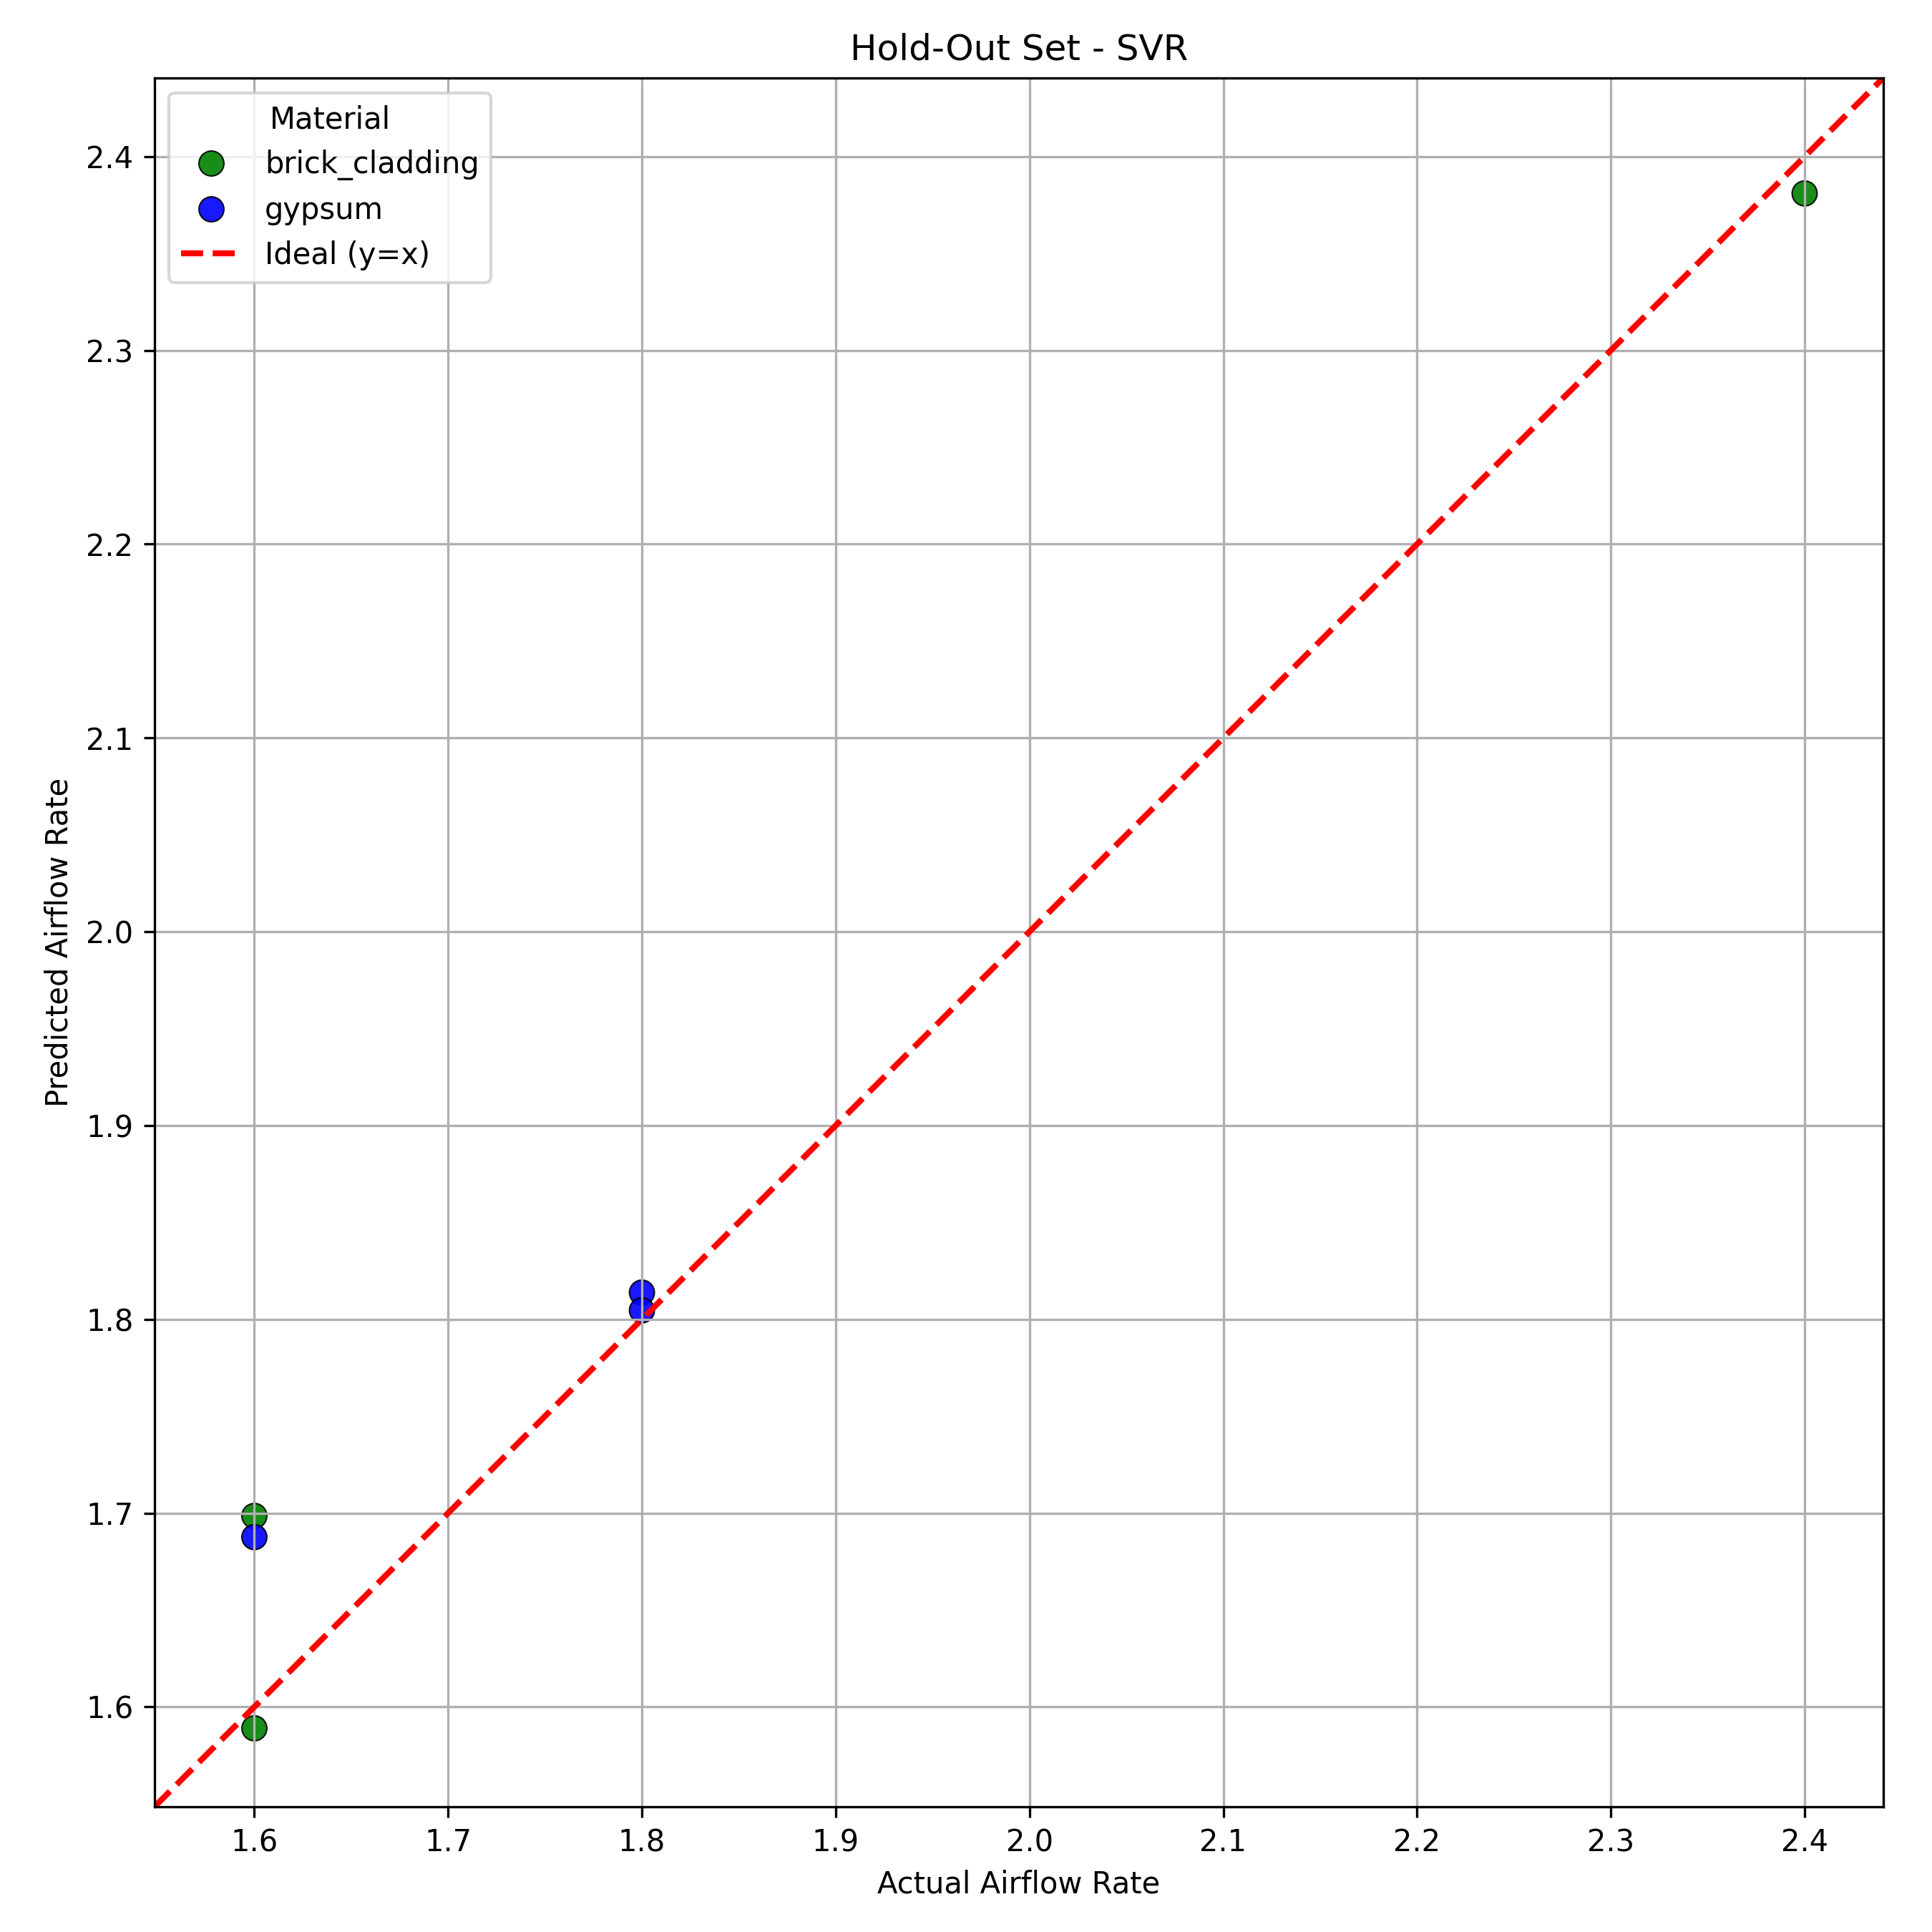 Hold-Out Set - SVR
Material
brick_cladding
gypsum
Ideal (y=x)
Predicted Airflow Rate
2.4
2.3
2.2
2.1
2.0
1.9
1.8
1.7
1.6
1.6 1.7 1.8 1.9 2.0 2.1 2.2 2.3 2.4
Actual Airflow Rate